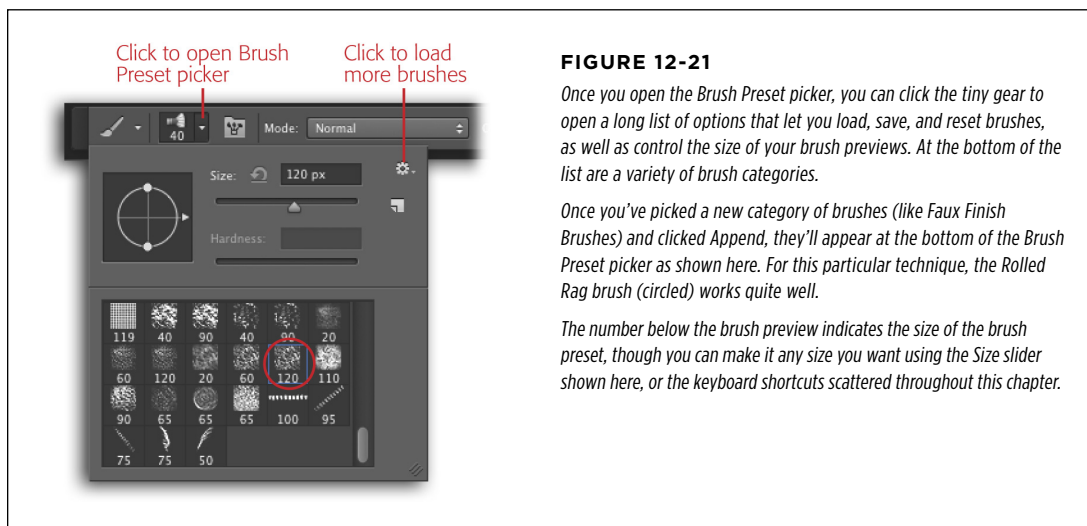 Click to open Brush
Preset picker
Click to load
more brushes
40
Mode: Normal
Size: 120 px
Hardness:
119 40 90 40 90 20
60 120 20 60 120 110
90 65 65 65 100 95
75 75 50
FIGURE 12-21
Once you open the Brush Preset picker, you can click the tiny gear to
open a long list of options that let you load, save, and reset brushes,
as well as control the size of your brush previews. At the bottom of the
list are a variety of brush categories.
Once you’ve picked a new category of brushes (like Faux Finish
Brushes) and clicked Append, they’ll appear at the bottom of the Brush
Preset picker as shown here. For this particular technique, the Rolled
Rag brush (circled) works quite well.
The number below the brush preview indicates the size of the brush
preset, though you can make it any size you want using the Size slider
shown here, or the keyboard shortcuts scattered throughout this chapter.